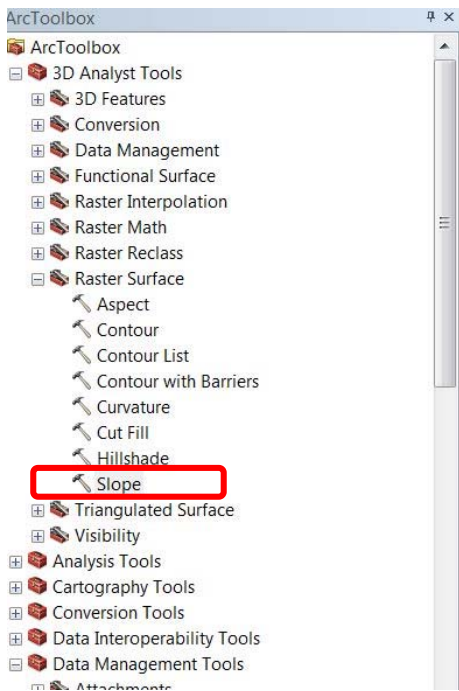 ArcToolbox
ArcToolbox
3D Analyst Tools
3D Features
Conversion
Data Management
Functional Surface
Raster Interpolation
Raster Math
Raster Reclass
Raster Surface
Aspect
Contour
Contour List
Contour with Barriers
Curvature
Cut Fill
Hillshade
Slope
Triangulated Surface
Visibility
Analysis Tools
Cartography Tools
Conversion Tools
Data Interoperability Tools
Data Management Tools
Attachments